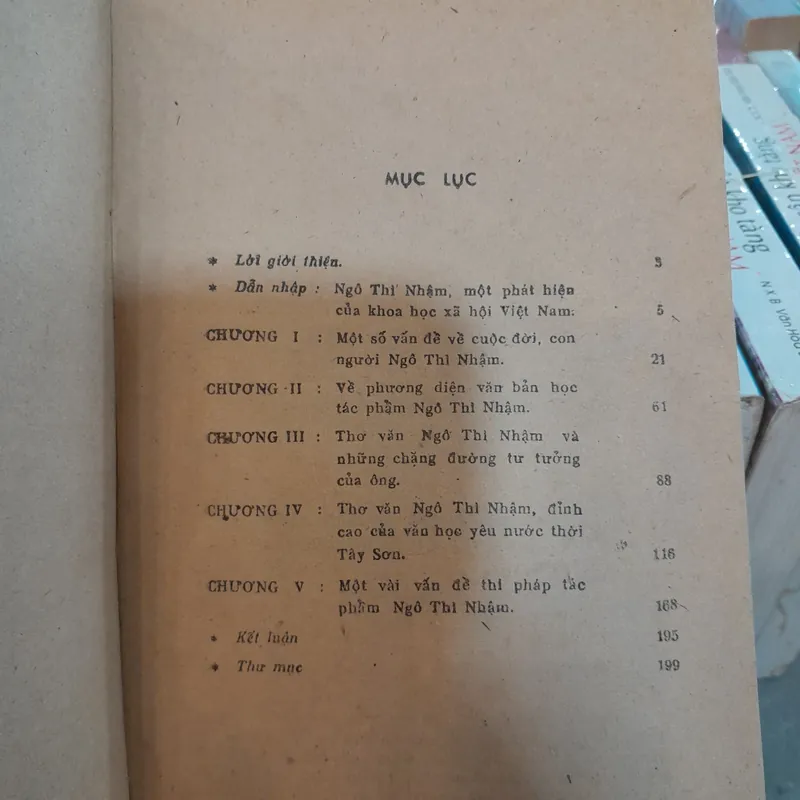 MỤC LỤC
* Lời giới thiện. 3
* Dẫn nhập : Ngô Thì Nhậm, một phát hiện
của khoa học xã hội Việt Nam. 5
CHƯƠNG I : Một số vấn đề về cuộc đời, con
người Ngô Thì Nhậm. 21
CHƯƠNG II : Về phương diện văn bản học
tác phẩm Ngô Thì Nhậm. 61
CHƯƠNG III : Thơ văn Ngô Thì Nhậm và
những chặng đường tư tưởng
của ông. 88
CHƯƠNG IV : Thơ văn Ngô Thì Nhậm, đỉnh
cao của văn học yêu nước thời
Tây Sơn. 116
CHƯƠNG V : Một vài vấn đề thi pháp tác
phẩm Ngô Thì Nhậm. 168
* Kết luận 195
* Thư mục 199
kho tàng
NXB Văn